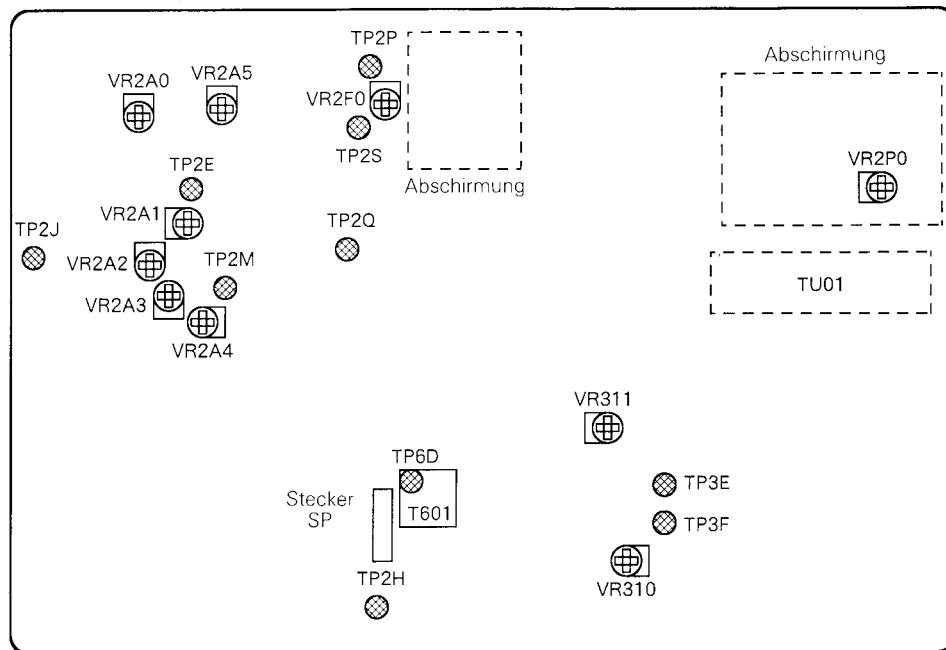 TP2P
Abschirmung
VR2A0
VR2A5
VR2F0
TP2S
VR2P0
TP2E
Abschirmung
VR2A1
TP2J
TP2Q
VR2A2
TP2M
TU01
VR2A3
VR2A4
VR311
TP6D
TP3E
Stecker
SP
T601
TP3F
TP2H
VR310